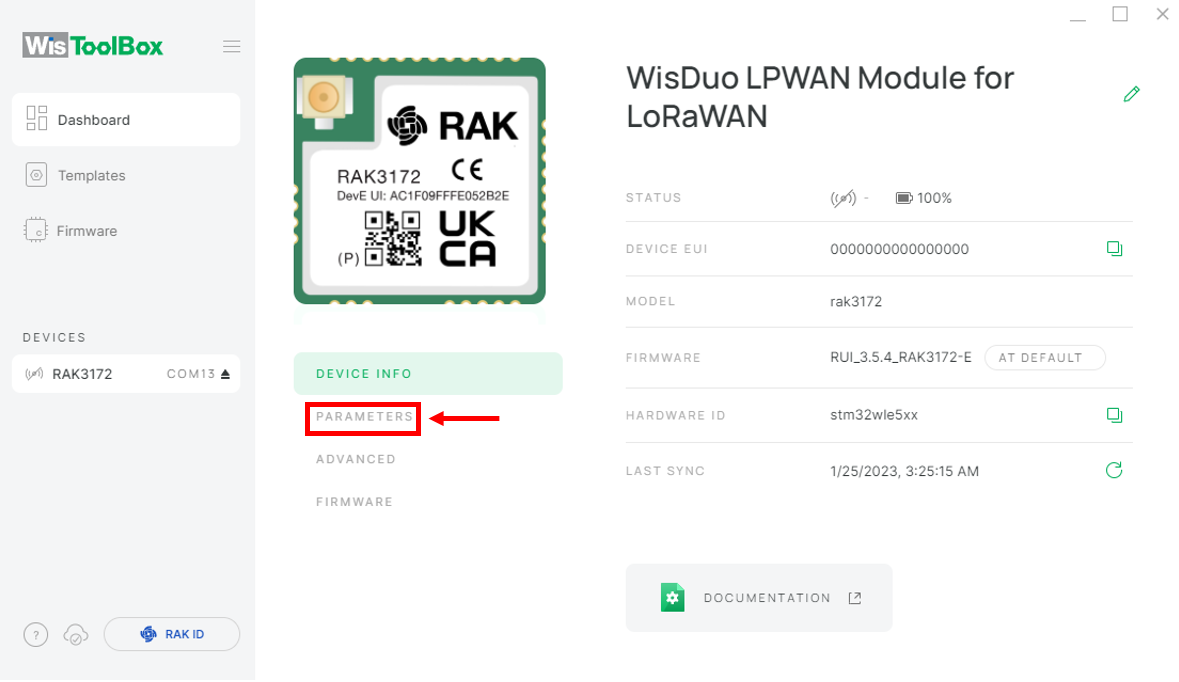 WisToolBox
Dashboard
Templates
Firmware
DEVICES
RAK3172 COM13
? RAK ID
RAK
RAK3172
DevE UI: AC1F09FFFE052B2E
UK
CA
(P)
DEVICE INFO
PARAMETERS
ADVANCED
FIRMWARE
WisDuo LPWAN Module for
LoRaWAN
STATUS - 100%
DEVICE EUI 0000000000000000
MODEL rak3172
FIRMWARE RUI_3.5.4_RAK3172-E AT DEFAULT
HARDWARE ID stm32wle5xx
LAST SYNC 1/25/2023, 3:25:15 AM
DOCUMENTATION